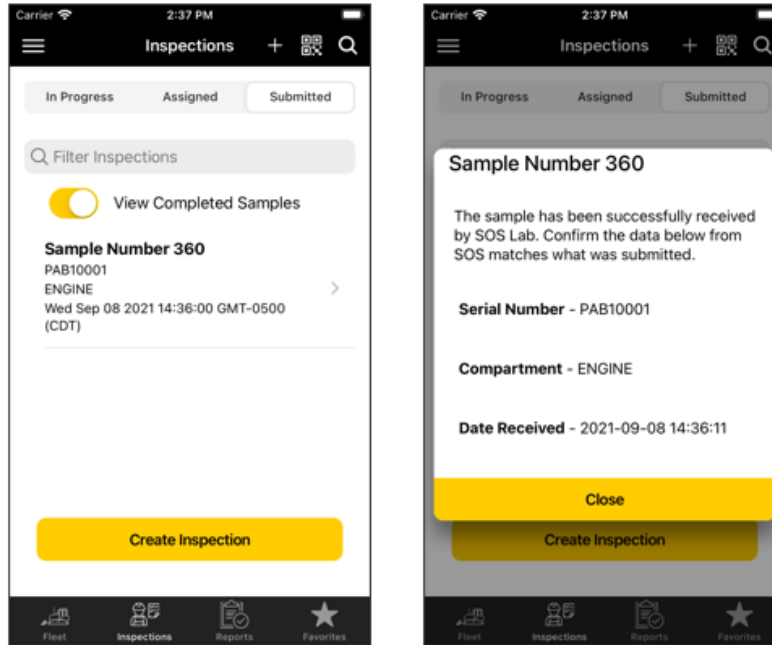 Carrier 2:37 PM
Inspections
In Progress Assigned Submitted
Filter Inspections
View Completed Samples
Sample Number 360
PAB10001
ENGINE
Wed Sep 08 2021 14:36:00 GMT-0500
(CDT)
Create Inspection
Fleet Inspections Reports Favorites
Carrier 2:37 PM
Inspections
In Progress Assigned Submitted
Sample Number 360
The sample has been successfully received
by SOS Lab. Confirm the data below from
SOS matches what was submitted.
Serial Number - PAB10001
Compartment - ENGINE
Date Received - 2021-09-08 14:36:11
Close
Create Inspection
Fleet Inspections Reports Favorites